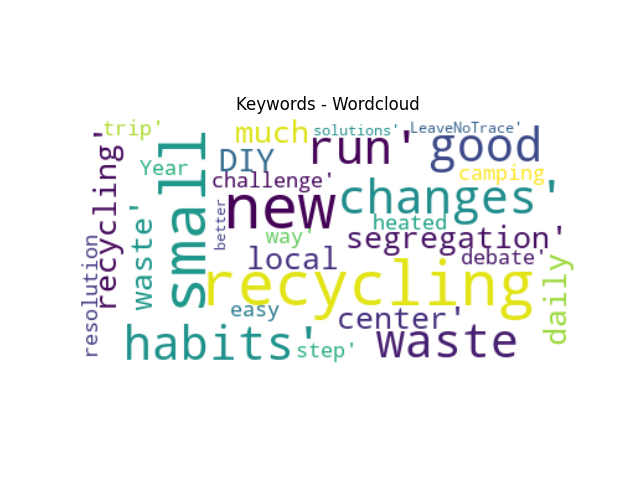 Keywords - Wordcloud
trip'
much
solutions'
LeaveNoTrace'
run'
good
recycling'
small
Year
DIY
camping
challenge'
changes'
new
waste'
better
heated
way'
segregation'
local
debate'
resolution
recycling
daily
easy
center'
habits'
waste
step'